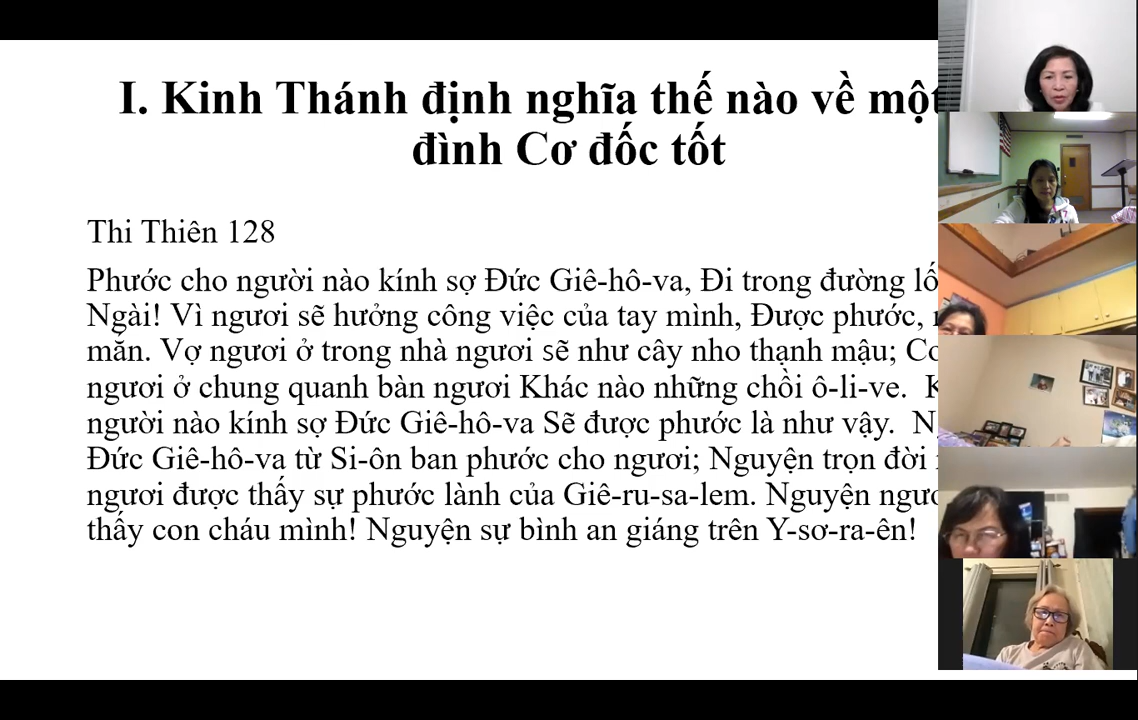 I. Kinh Thánh định nghĩa thế nào về một
đình Cơ đốc tốt
Thi Thiên 128
Phước cho người nào kính sợ Đức Giê-hô-va, Đi trong đường
Ngài! Vì ngươi sẽ hưởng công việc của tay mình, Được phước,
mắn. Vợ ngươi ở trong nhà ngươi sẽ như cây nho thạnh mậu;
ngươi ở chung quanh bàn ngươi Khác nào những chồi ô-li-ve.
người nào kính sợ Đức Giê-hô-va Sẽ được phước là như vậy.
Đức Giê-hô-va từ Si-ôn ban phước cho ngươi; Nguyện trọn đời
ngươi được thấy sự phước lành của Giê-ru-sa-lem. Nguyện
thấy con cháu mình! Nguyện sự bình an giáng trên Y-sơ-ra-ên!